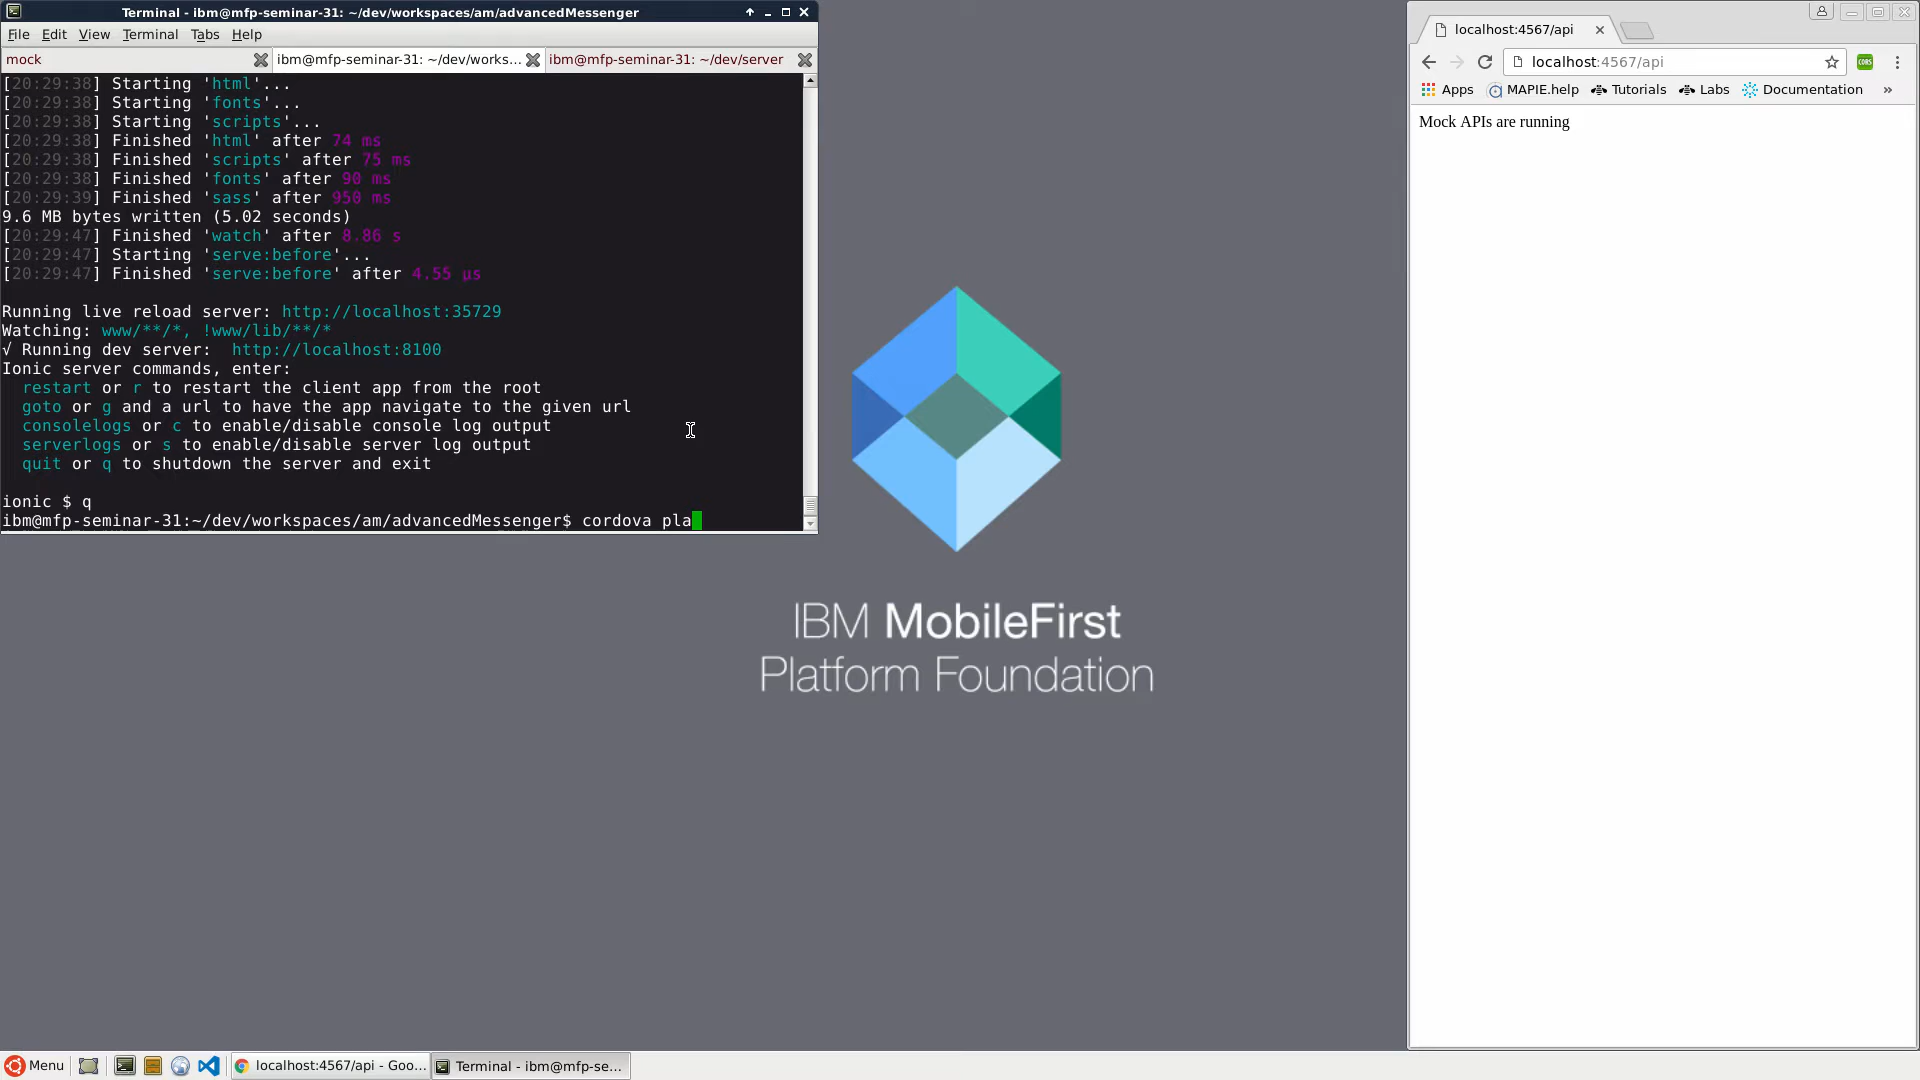 Terminal - ibm@mfp-seminar-31: ~/dev/workspaces/am/advancedMessenger
File Edit View Terminal Tabs Help
mock
ibm@mfp-seminar-31: ~/dev/works...
ibm@mfp-seminar-31: ~/dev/server
[20:29:38] Starting 'html'...
[20:29:38] Starting 'fonts'...
[20:29:38] Starting 'scripts'...
[20:29:38] Finished 'html' after 74 ms
[20:29:38] Finished 'scripts' after 75 ms
[20:29:38] Finished 'fonts' after 90 ms
[20:29:39] Finished 'sass' after 950 ms
9.6 MB bytes written (5.02 seconds)
[20:29:47] Finished 'watch' after 8.86 s
[20:29:47] Starting 'serve:before'...
[20:29:47] Finished 'serve:before' after 4.55 μs
Running live reload server: http://localhost:35729
Watching: www/**/*, !www/lib/**/*
√ Running dev server:  http://localhost:8100
Ionic server commands, enter:
restart or r to restart the client app from the root
goto or g and a url to have the app navigate to the given url
consolelogs or c to enable/disable console log output
serverlogs or s to enable/disable server log output
quit or q to shutdown the server and exit
ionic $ q
ibm@mfp-seminar-31:~/dev/workspaces/am/advancedMessenger$ cordova pla
IBM MobileFirst
Platform Foundation
localhost:4567/api
localhost:4567/api
CORS
Apps MAPIE.help Tutorials Labs Documentation »
Mock APIs are running
Menu
localhost:4567/api - Goo...
Terminal - ibm@mfp-se...